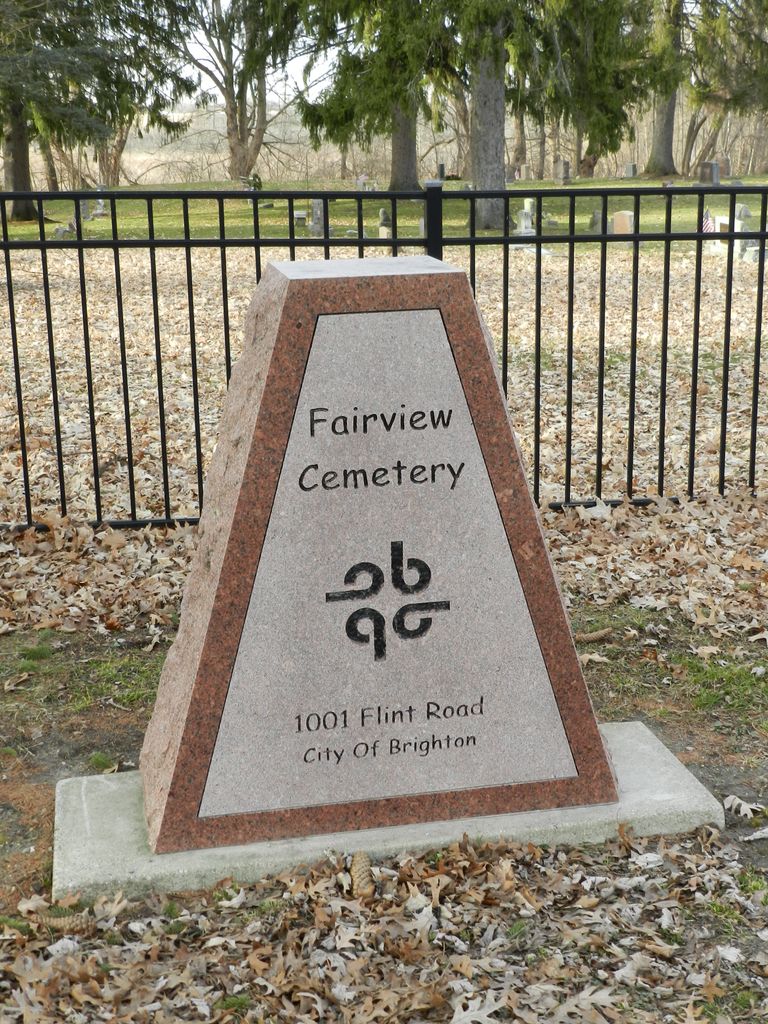 Fairview
Cemetery
1001 Flint Road
City Of Brighton